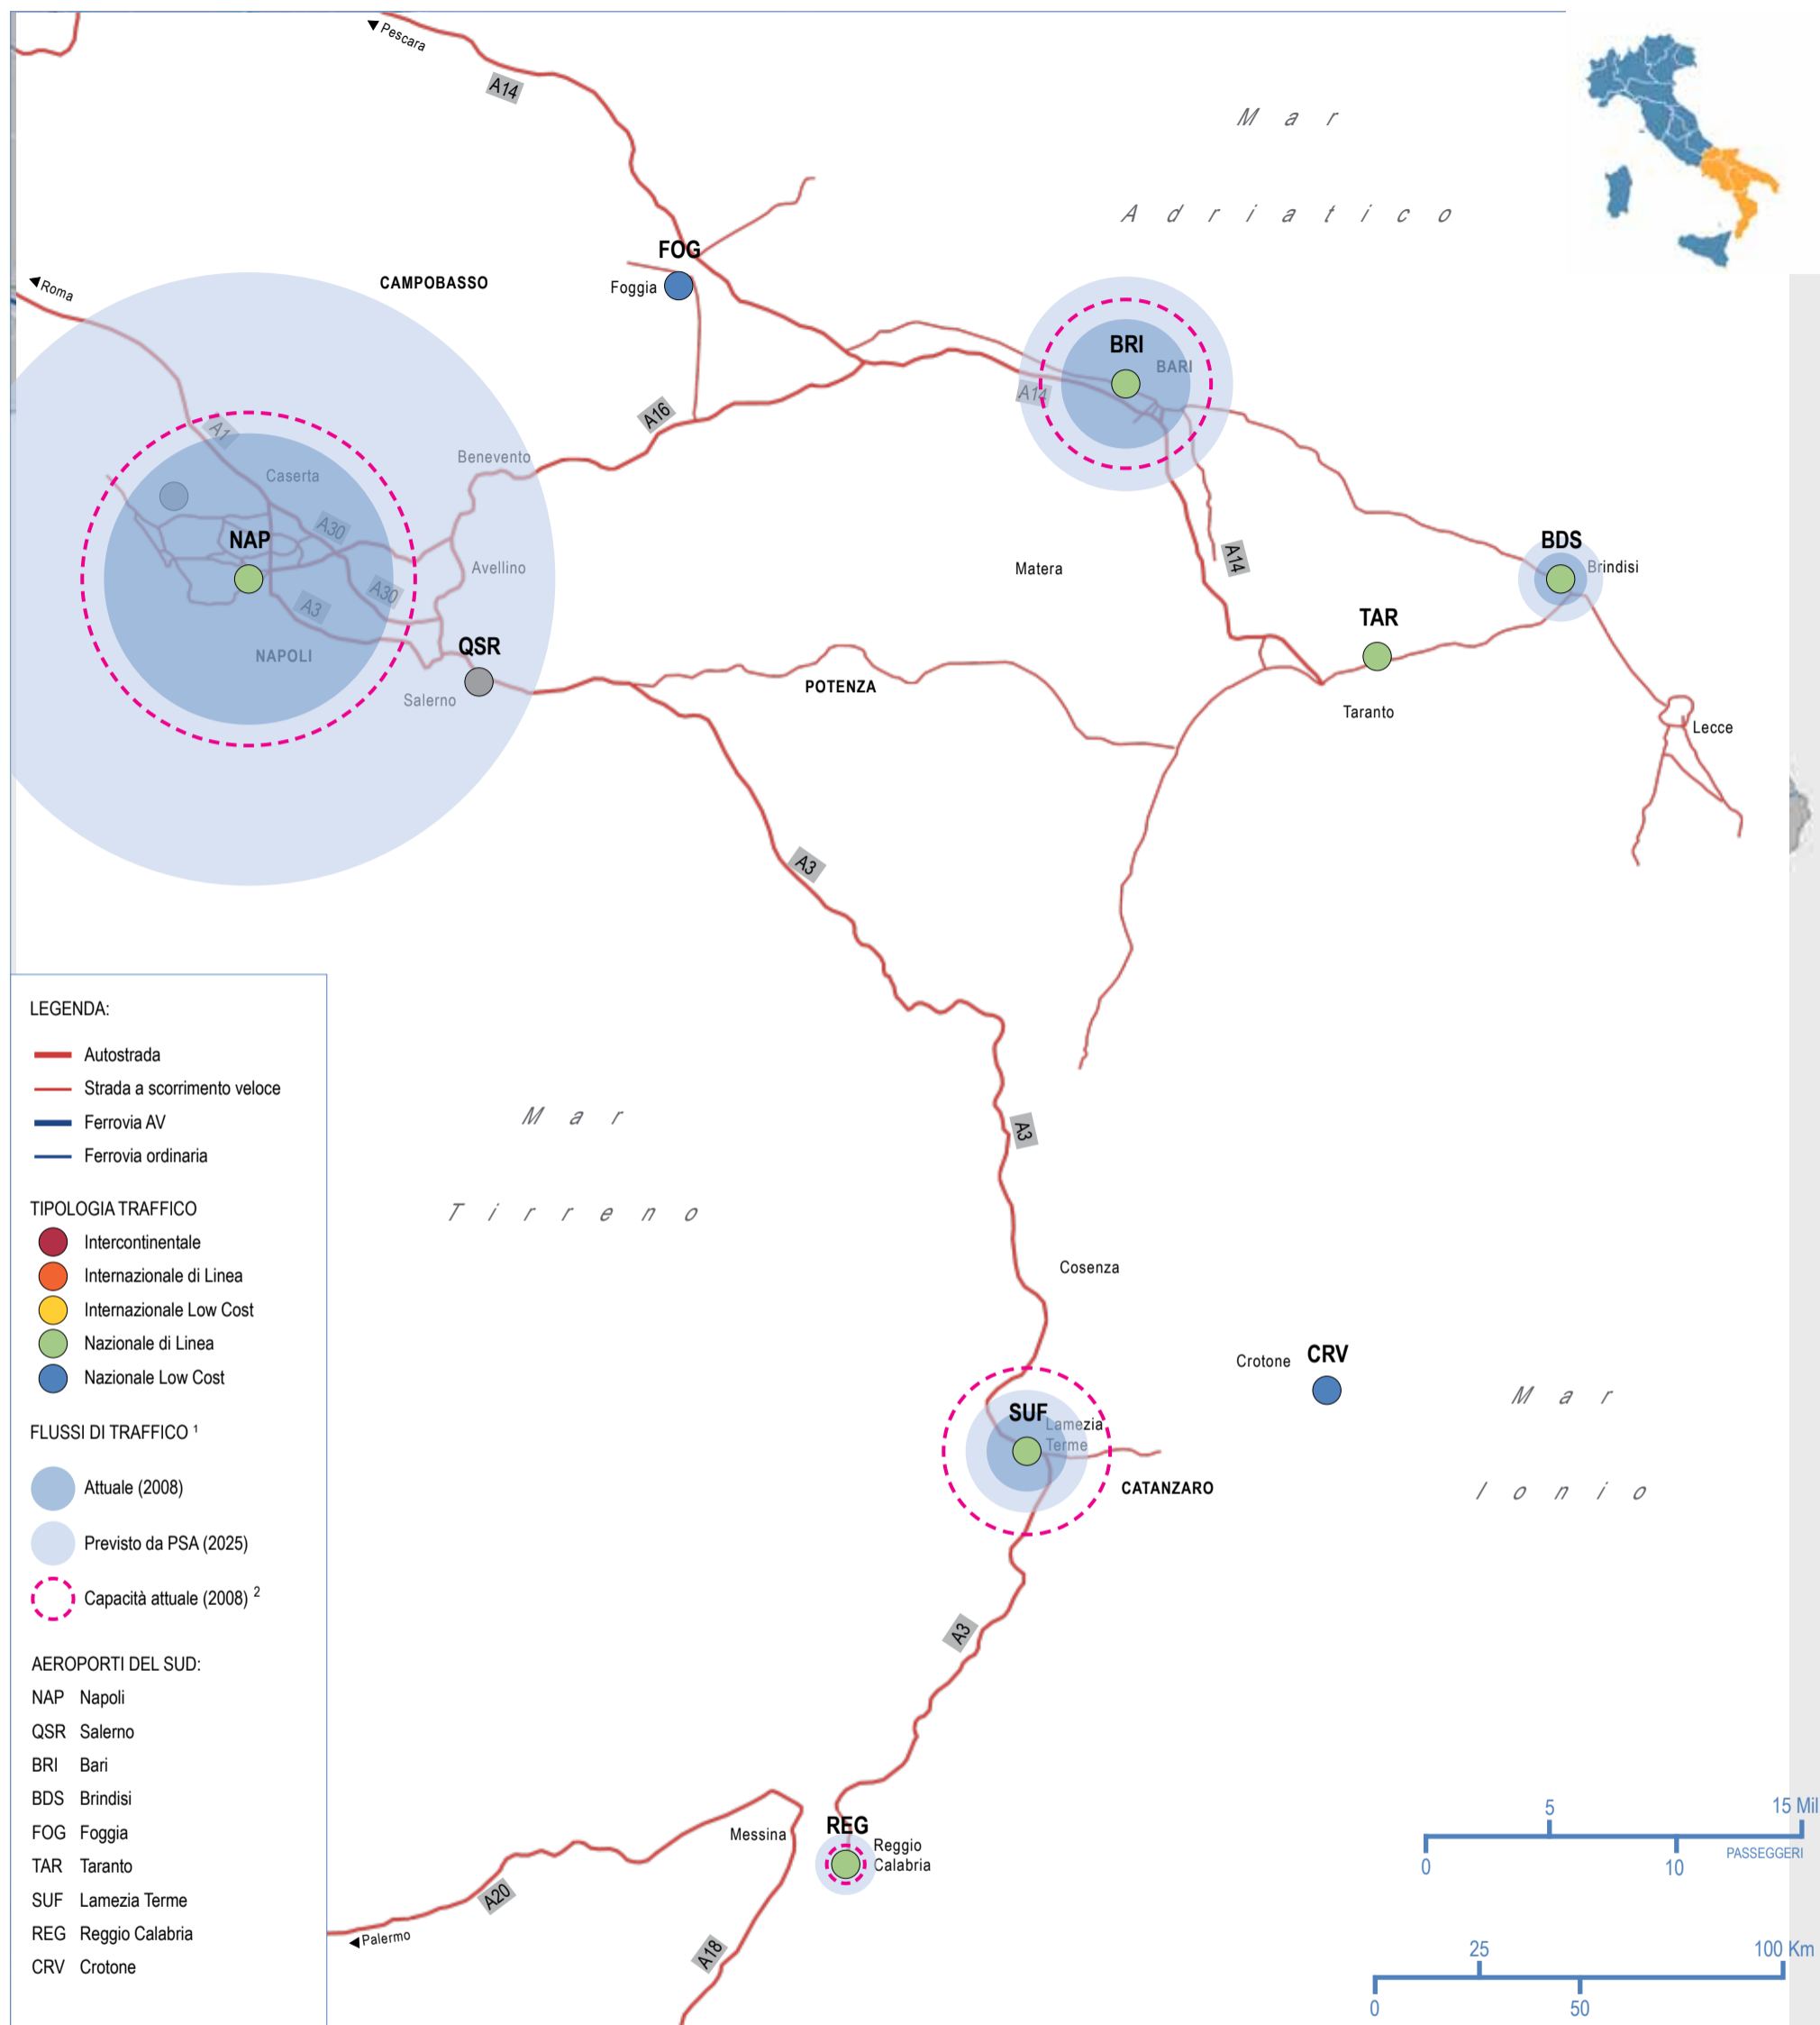 Pescara
A14
Mar
Adriatico
FOG
Foggia
CAMPOBASSO
Roma
BRI
BARI
A14
A16
A1
Benevento
Caserta
A30
NAP
Avellino
A30
A3
NAPOLI
QSR
Salerno
Matera
A14
BDS
Brindisi
TAR
Taranto
POTENZA
Lecce
A3
Mar
Tirreno
A3
Cosenza
Crotone
CRV
Mar
Ionio
SUF
Lamezia
Terme
CATANZARO
A3
REG
Reggio
Calabria
Messina
A20
Palermo
A18
LEGENDA:
Autostrada
Strada a scorrimento veloce
Ferrovia AV
Ferrovia ordinaria
TIPOLOGIA TRAFFICO
Intercontinentale
Internazionale di Linea
Internazionale Low Cost
Nazionale di Linea
Nazionale Low Cost
FLUSSI DI TRAFFICO 1
Attuale (2008)
Previsto da PSA (2025)
Capacità attuale (2008) 2
AEROPORTI DEL SUD:
NAP Napoli
QSR Salerno
BRI Bari
BDS Brindisi
FOG Foggia
TAR Taranto
SUF Lamezia Terme
REG Reggio Calabria
CRV Crotone
5 15 Mil
0 10 PASSEGGERI
25 100 Km
0 50